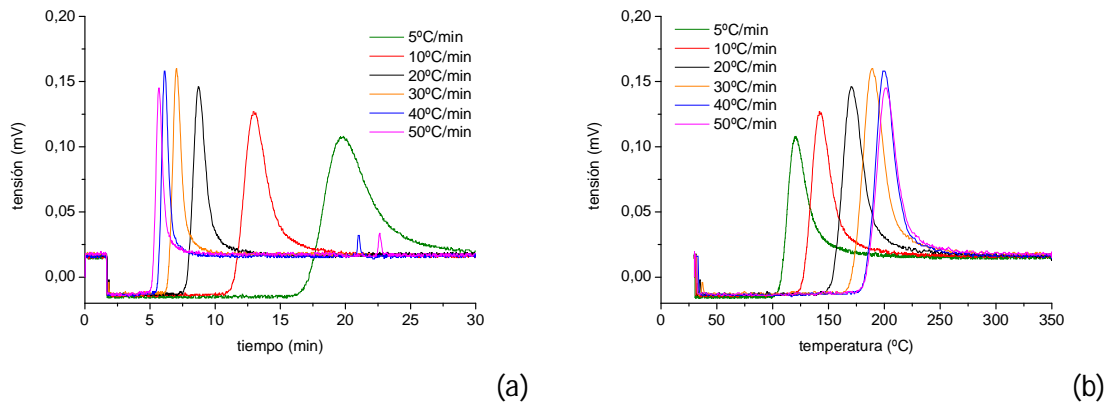 0,20
0,15
0,10
0,05
0,00
tensión (mV)
0 5 10 15 20 25 30
tiempo (min)
5ºC/min
10ºC/min
20ºC/min
30ºC/min
40ºC/min
50ºC/min
(a)
0,20
0,15
0,10
0,05
0,00
tensión (mV)
0 50 100 150 200 250 300 350
temperatura (ºC)
5ºC/min
10ºC/min
20ºC/min
30ºC/min
40ºC/min
50ºC/min
(b)